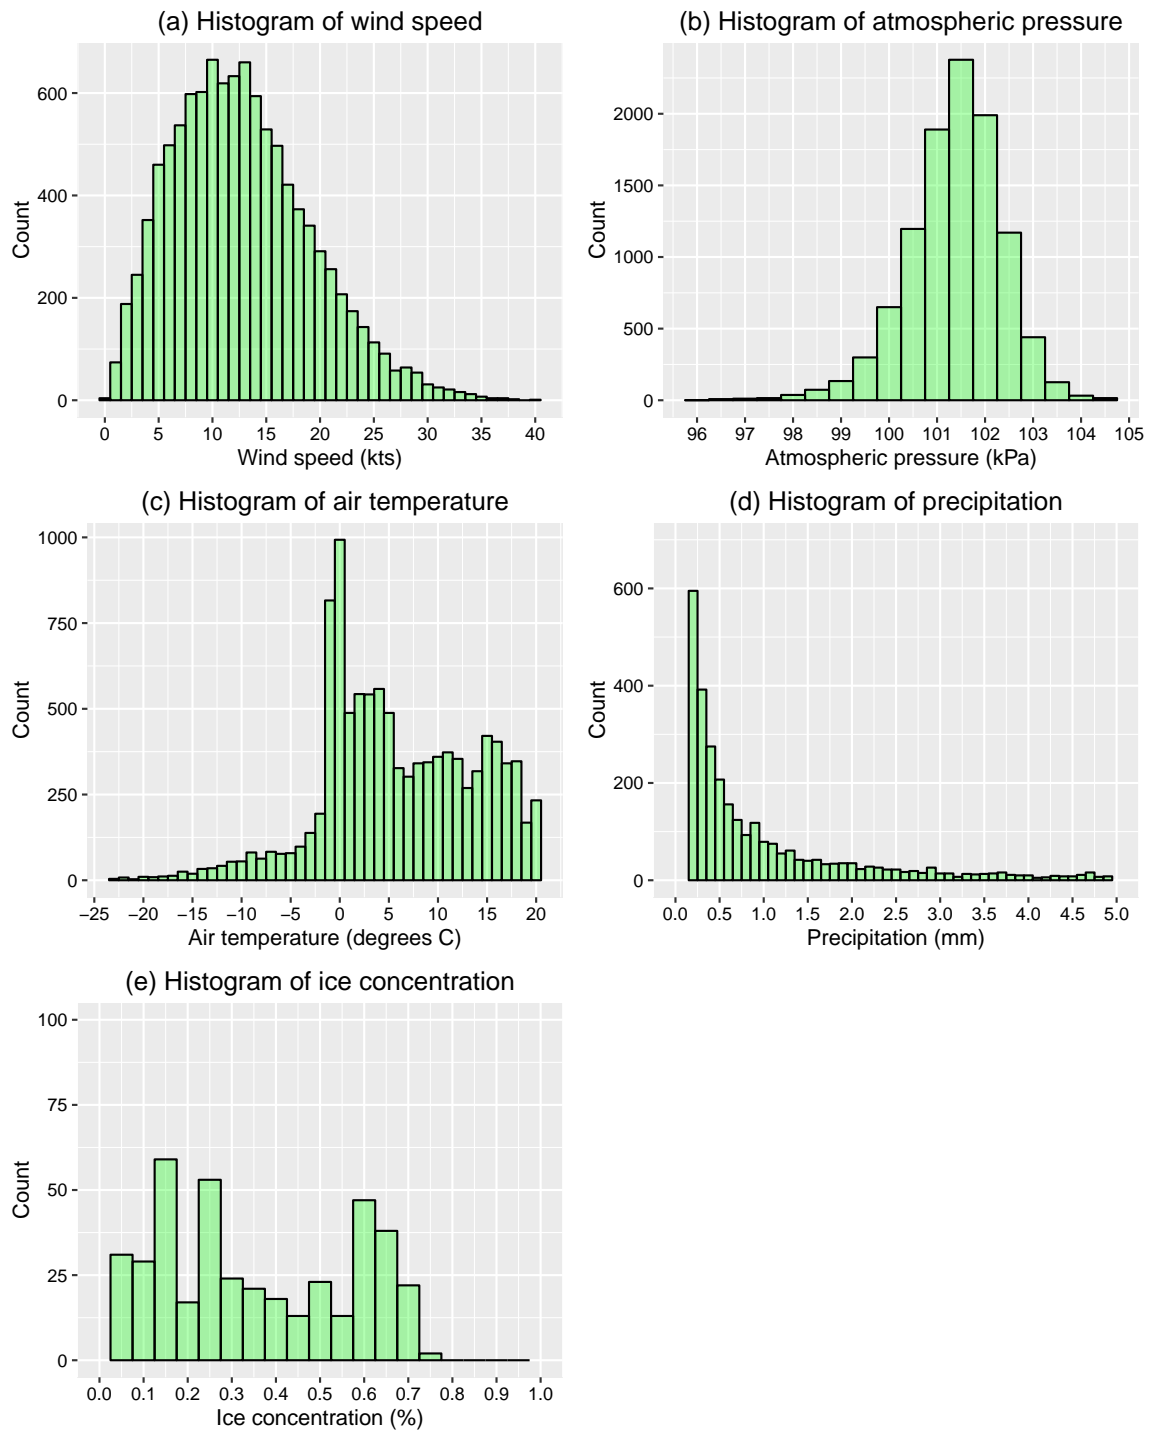 (a) Histogram of wind speed
Count
600
400
200
0
0 5 10 15 20 25 30 35 40
Wind speed (kts)
(b) Histogram of atmospheric pressure
Count
2000
1500
1000
500
0
96 97 98 99 100 101 102 103 104 105
Atmospheric pressure (kPa)
(c) Histogram of air temperature
Count
1000
750
500
250
0
−25 −20 −15 −10 −5 0 5 10 15 20
Air temperature (degrees C)
(d) Histogram of precipitation
Count
600
400
200
0
0.0 0.5 1.0 1.5 2.0 2.5 3.0 3.5 4.0 4.5 5.0
Precipitation (mm)
(e) Histogram of ice concentration
Count
100
75
50
25
0
0.0 0.1 0.2 0.3 0.4 0.5 0.6 0.7 0.8 0.9 1.0
Ice concentration (%)